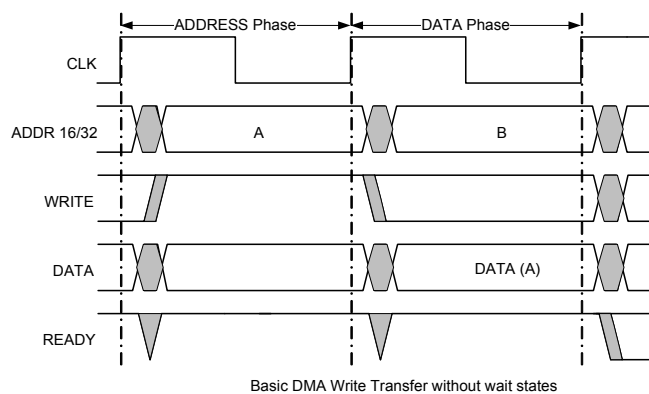 ADDRESS Phase DATA Phase
CLK
ADDR 16/32 A B
WRITE
DATA DATA (A)
READY
Basic DMA Write Transfer without wait states